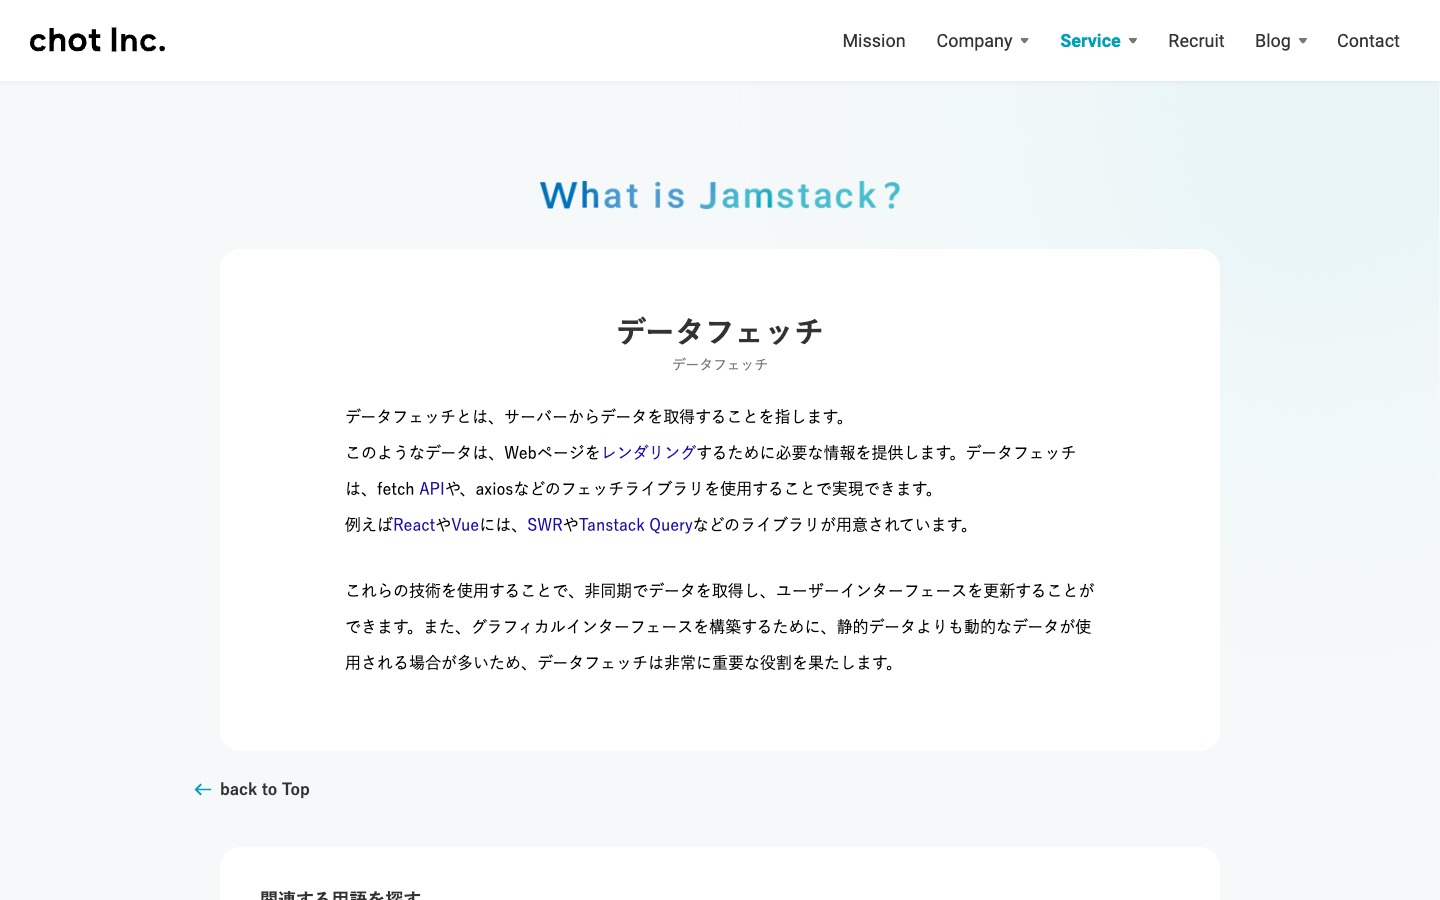 chot Inc.
Mission Company Service Recruit Blog Contact
What is Jamstack?
データフェッチ
データフェッチ
データフェッチとは、サーバーからデータを取得することを指します。
このようなデータは、Webページをレンダリングするために必要な情報を提供します。データフェッチ
は、fetch APIや、axiosなどのフェッチライブラリを使用することで実現できます。
例えばReactやVueには、SWRやTanstack Queryなどのライブラリが用意されています。
これらの技術を使用することで、非同期でデータを取得し、ユーザーインターフェースを更新することが
できます。また、グラフィカルインターフェースを構築するために、静的データよりも動的なデータが使
用される場合が多いため、データフェッチは非常に重要な役割を果たします。
back to Top
関連する用語を探す